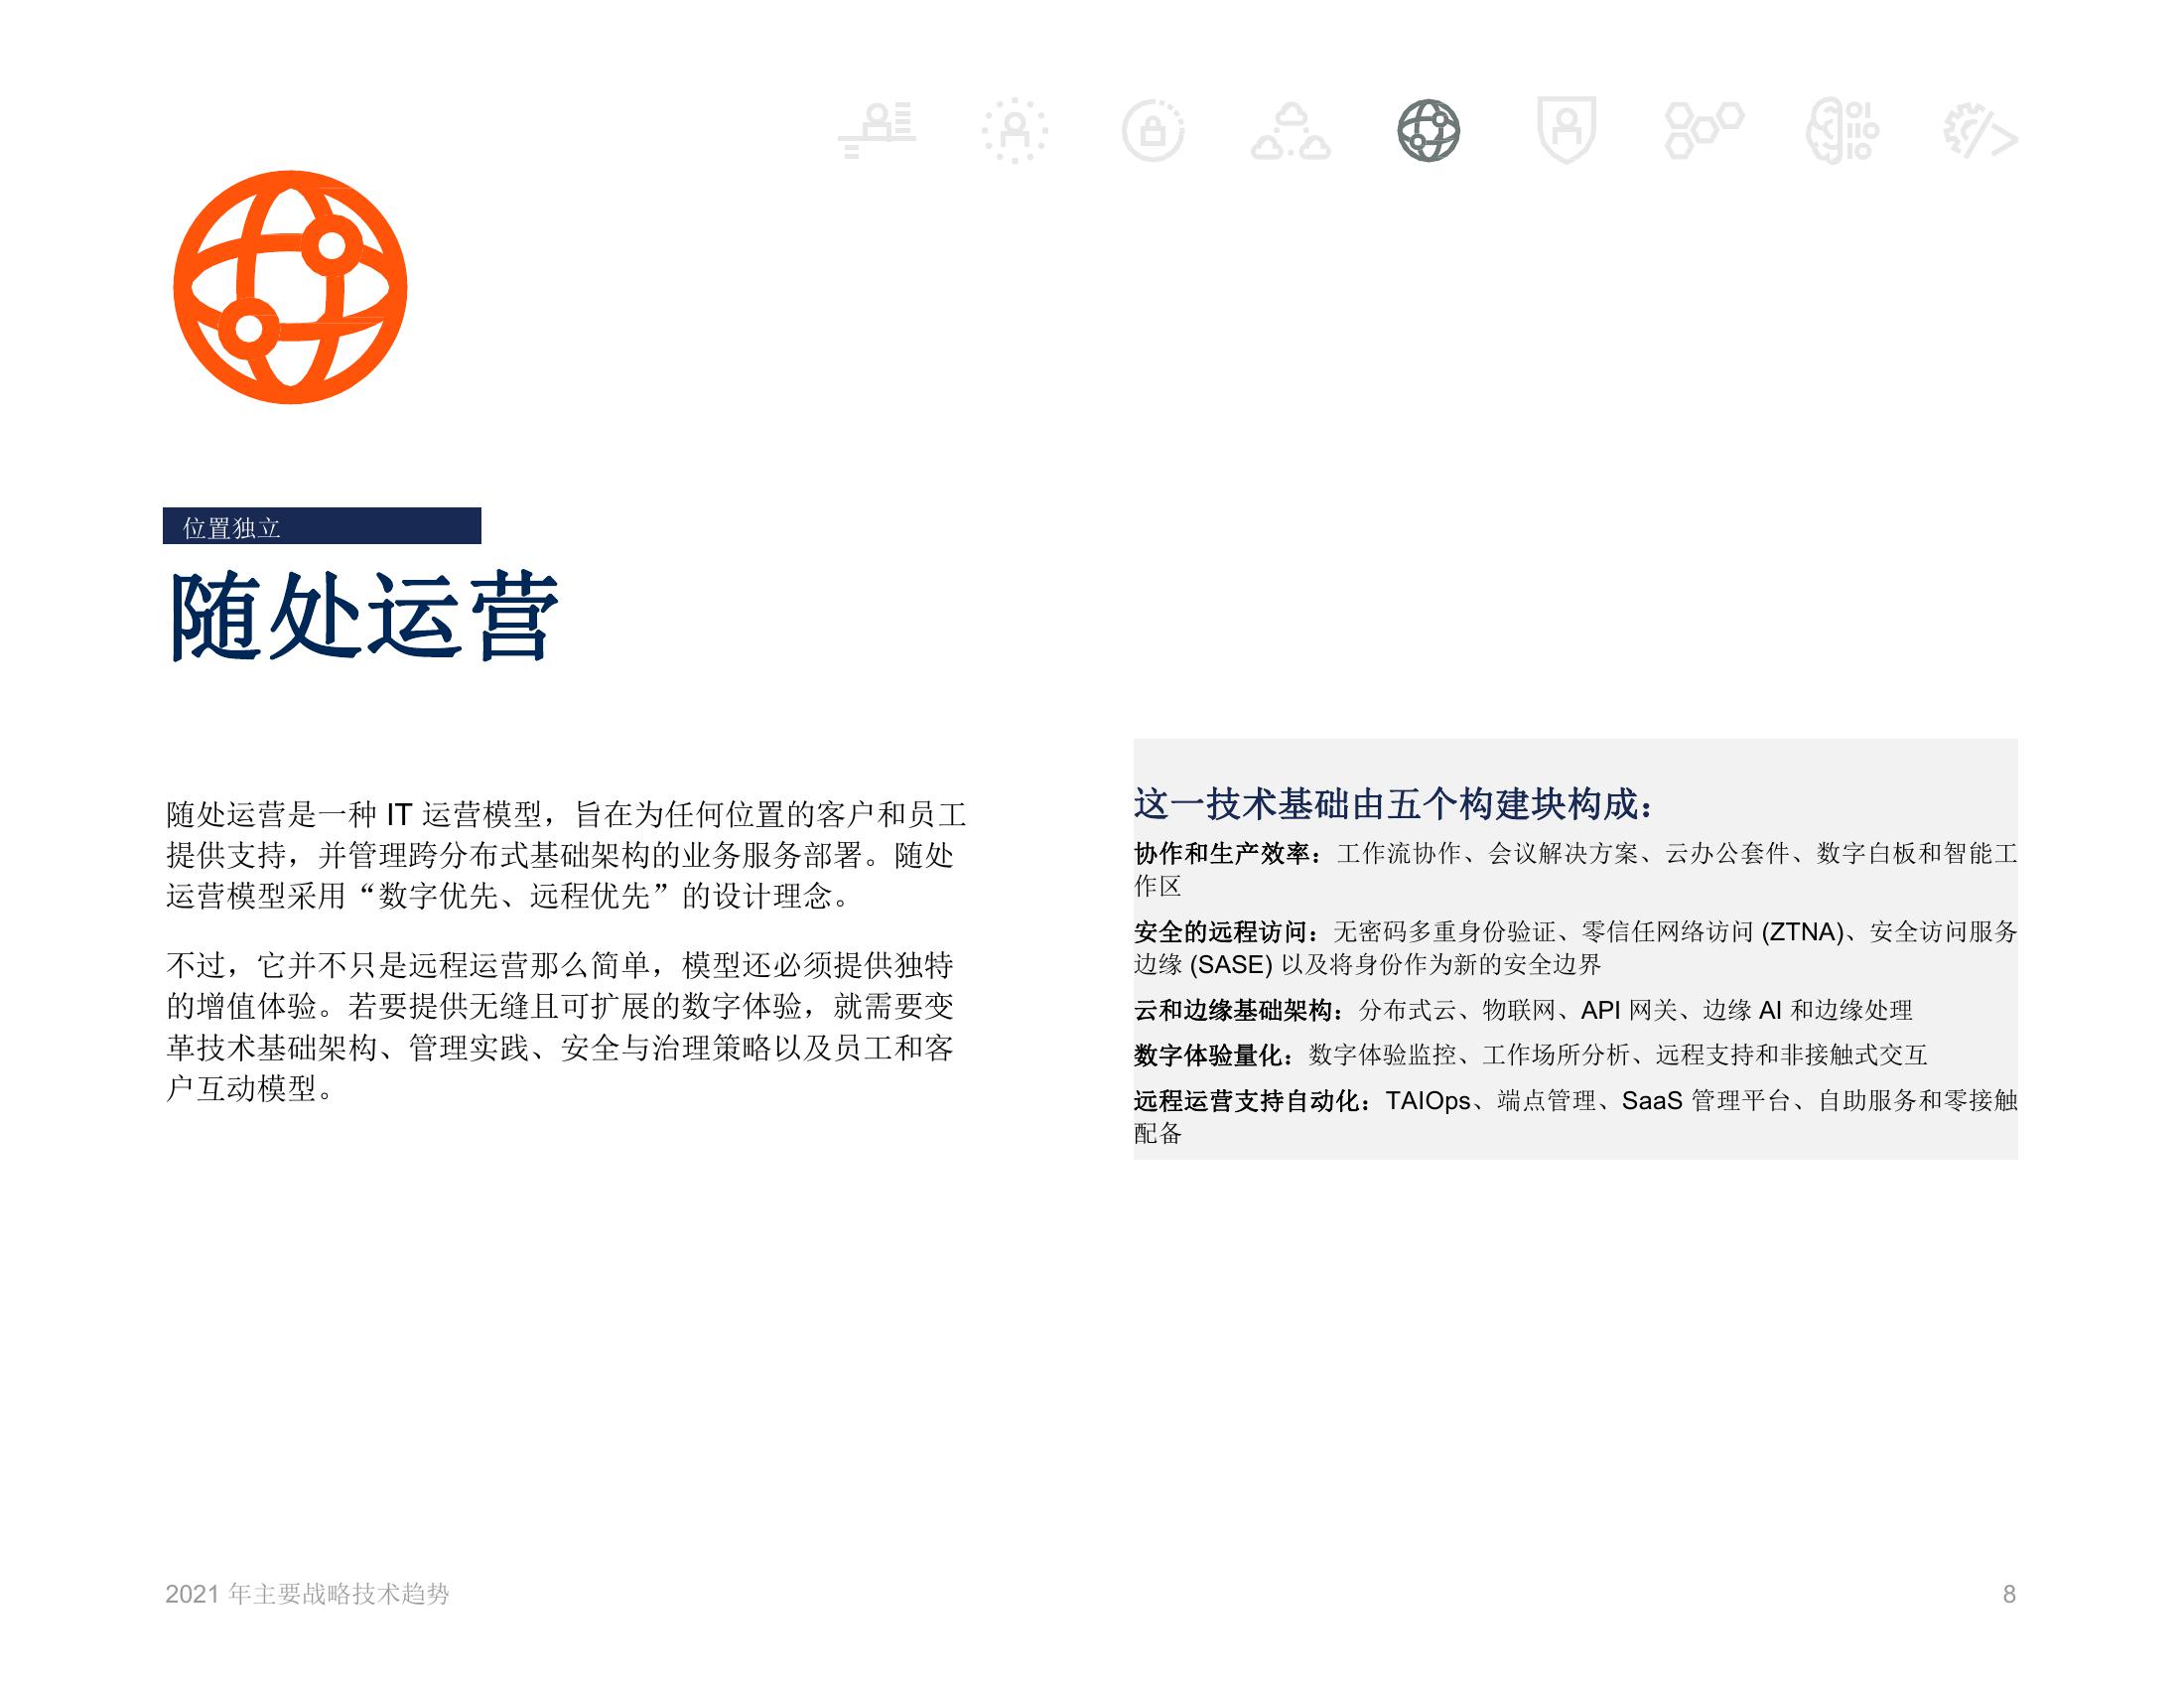 位置独立
随处运营
随处运营是一种 IT 运营模型，旨在为任何位置的客户和员工
提供支持，并管理跨分布式基础架构的业务服务部署。随处
运营模型采用“数字优先、远程优先”的设计理念。
不过，它并不只是远程运营那么简单，模型还必须提供独特
的增值体验。若要提供无缝且可扩展的数字体验，就需要变
革技术基础架构、管理实践、安全与治理策略以及员工和客
户互动模型。
这一技术基础由五个构建块构成：
协作和生产效率：工作流协作、会议解决方案、云办公套件、数字白板和智能工
作区
安全的远程访问：无密码多重身份验证、零信任网络访问 (ZTNA)、安全访问服务
边缘 (SASE) 以及将身份作为新的安全边界
云和边缘基础架构：分布式云、物联网、API 网关、边缘 AI 和边缘处理
数字体验量化：数字体验监控、工作场所分析、远程支持和非接触式交互
远程运营支持自动化：TAIOps、端点管理、SaaS 管理平台、自助服务和零接触
配备
2021 年主要战略技术趋势
8